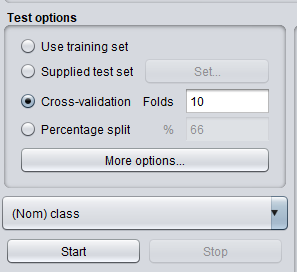 Test options
Use training set
Supplied test set Set...
Cross-validation Folds 10
Percentage split % 66
More options...
(Nom) class
Start Stop